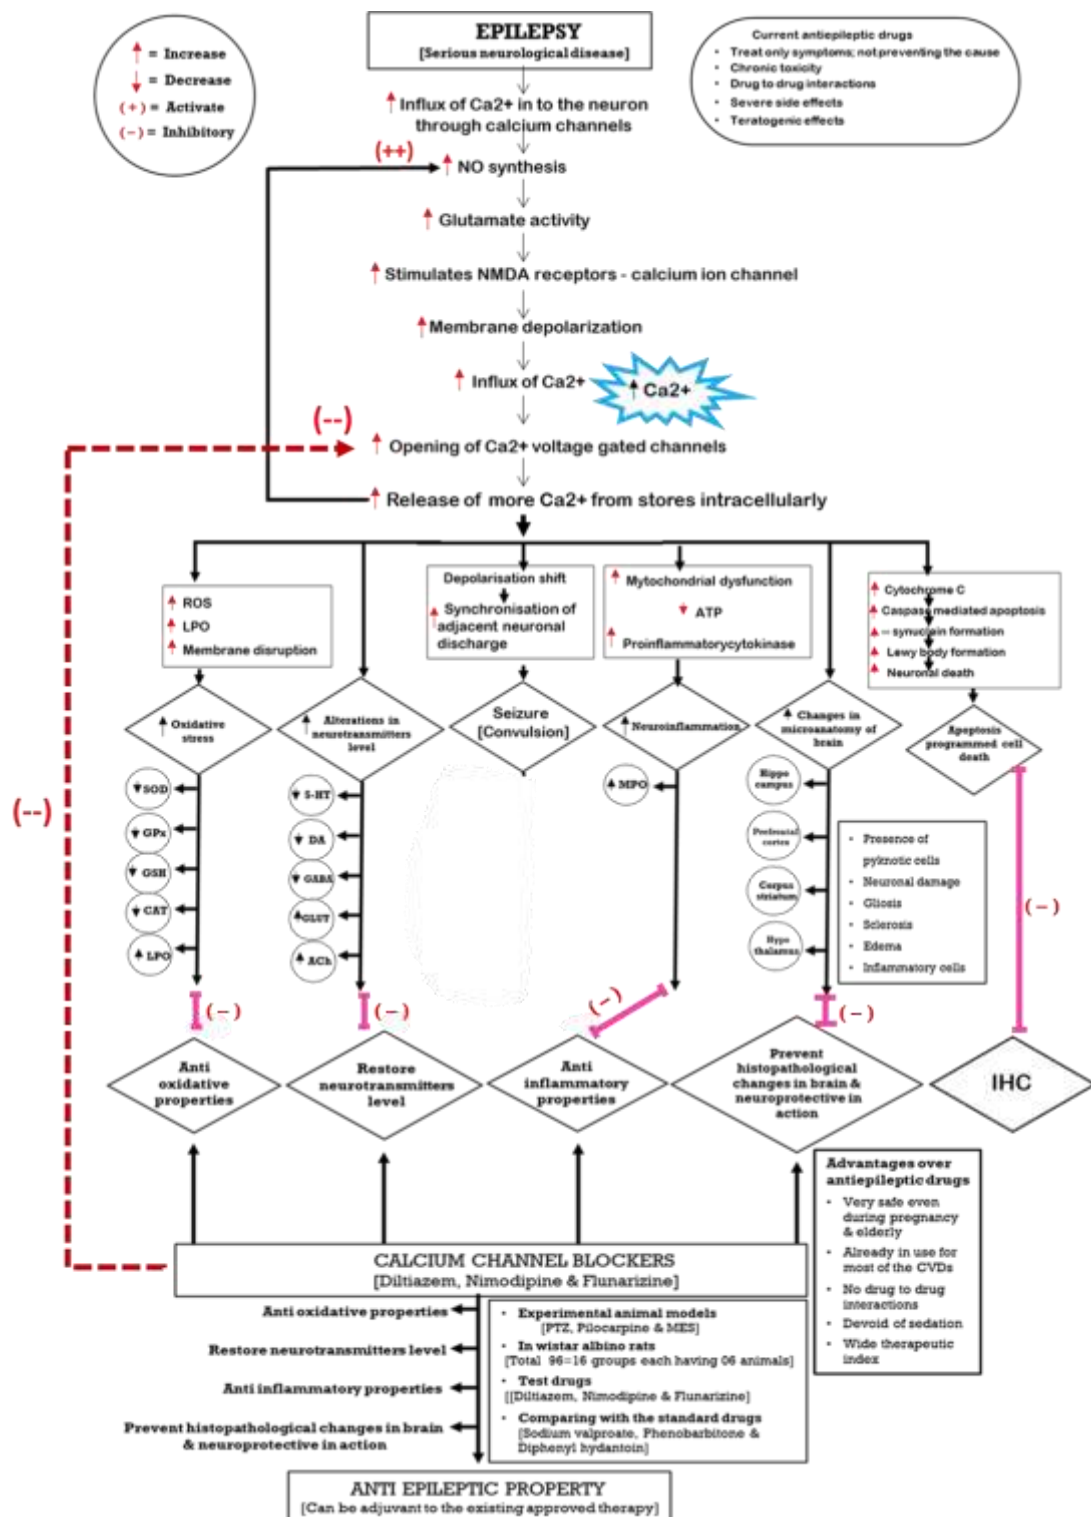 EPILEPSY
[Serious neurological disease]
↑ = Increase
↓ = Decrease
(+) = Activate
(−) = Inhibitory
Current antiepileptic drugs
• Treat only symptoms; not preventing the cause
• Chronic toxicity
• Drug to drug interactions
• Severe side effects
• Teratogenic effects
↑ Influx of Ca2+ in to the neuron
through calcium channels
(++)
↑ NO synthesis
↑ Glutamate activity
↑ Stimulates NMDA receptors - calcium ion channel
↑ Membrane depolarization
↑ Influx of Ca2+
↑ Ca2+
(--)
↑ Opening of Ca2+ voltage gated channels
↑ Release of more Ca2+ from stores intracellularly
↑ ROS
↑ LPO
↑ Membrane disruption
Depolarisation shift
↑ Synchronisation of
adjacent neuronal
discharge
↑ Mytochondrial dysfunction
↓ ATP
↑ Proinflammatorycytokinase
↑ Cytochrome C
↑ Caspase mediated apoptosis
↑ synuclein formation
↑ Lewy body formation
↑ Neuronal death
↑ Oxidative
stress
↑ Alterations in
neurotransmitters
level
Seizure
[Convulsion]
↑ Neuroinflammation
↑ Changes in
microanatomy of
brain
Apoptosis
programmed cell
death
↓ SOD
↓ GPx
↓ GSH
↓ CAT
↑ LPO
↓ 5-HT
↓ DA
↓ GABA
↑ GLUT
↑ ACh
↑ MPO
Hippo
campus
Prefrontal
cortex
Corpus
striatum
Hypo
thalamus
• Presence of
pyknotic cells
• Neuronal damage
• Gliosis
• Sclerosis
• Edema
• Inflammatory cells
(--)
(−)
(−)
(−)
(−)
(−)
Anti
oxidative
properties
Restore
neurotransmitters
level
Anti
inflammatory
properties
Prevent
histopathological
changes in brain &
neuroprotective in
action
IHC
Advantages over
antiepileptic drugs
• Very safe even
during pregnancy
& elderly
• Already in use for
most of the CVDs
• No drug to drug
interactions
• Devoid of sedation
• Wide therapeutic
index
CALCIUM CHANNEL BLOCKERS
[Diltiazem, Nimodipine & Flunarizine]
Anti oxidative properties
Restore neurotransmitters level
Anti inflammatory properties
Prevent histopathological changes in brain
& neuroprotective in action
• Experimental animal models
[PTZ, Pilocarpine & MES]
• In wistar albino rats
[Total 96=16 groups each having 06 animals]
• Test drugs
[[Diltiazem, Nimodipine & Flunarizine]
• Comparing with the standard drugs
[Sodium valproate, Phenobarbitone &
Diphenyl hydantoin]
ANTI EPILEPTIC PROPERTY
[Can be adjuvant to the existing approved therapy]